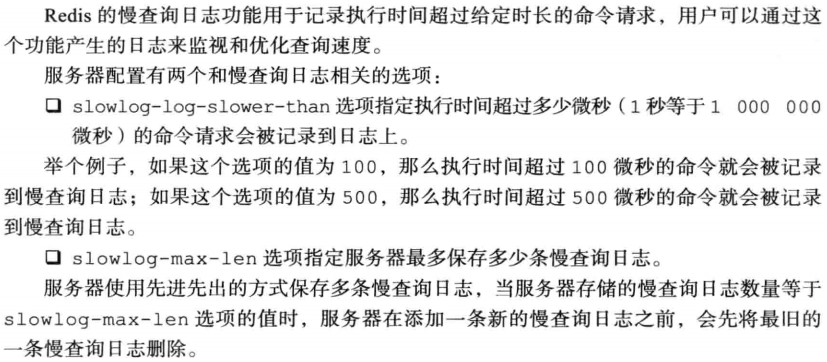 Redis 的慢查询日志功能用于记录执行时间超过给定时长的命令请求，用户可以通过这
个功能产生的日志来监视和优化查询速度。
服务器配置有两个和慢查询日志相关的选项：
❑ slowlog-log-slower-than 选项指定执行时间超过多少微秒（1 秒等于 1 000 000
微秒）的命令请求会被记录到日志上。
举个例子，如果这个选项的值为 100，那么执行时间超过 100 微秒的命令就会被记录
到慢查询日志；如果这个选项的值为 500，那么执行时间超过 500 微秒的命令就会被记录
到慢查询日志。
❑ slowlog-max-len 选项指定服务器最多保存多少条慢查询日志。
服务器使用先进先出的方式保存多条慢查询日志，当服务器存储的慢查询日志数量等于
slowlog-max-len 选项的值时，服务器在添加一条新的慢查询日志之前，会先将最旧的
一条慢查询日志删除。